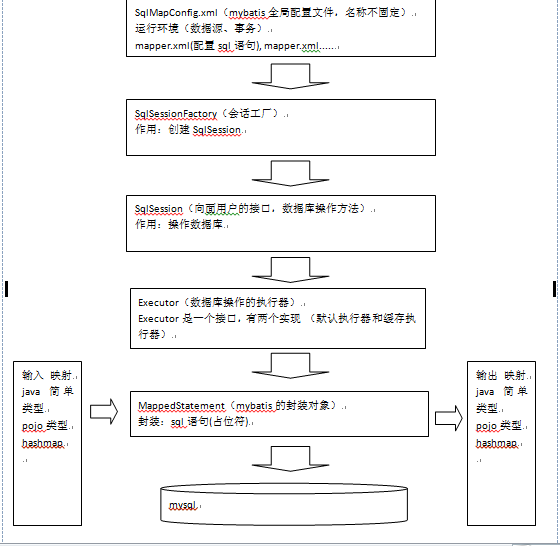 SqlMapConfig.xml（mybatis 全局配置文件，名称不固定）
运行环境（数据源、事务）
mapper.xml(配置 sql 语句), mapper.xml......
SqlSessionFactory（会话工厂）
作用：创建 SqlSession
SqlSession（向面用户的接口，数据库操作方法）
作用：操作数据库
Executor（数据库操作的执行器）
Executor 是一个接口，有两个实现 （默认执行器和缓存执
行器）
输入 映射
java 简单
类型
pojo 类型
hashmap
MappedStatement（mybatis 的封装对象）
封装：sql 语句(占位符)
输出 映射
java 简单
类型
pojo 类型
hashmap
mysql